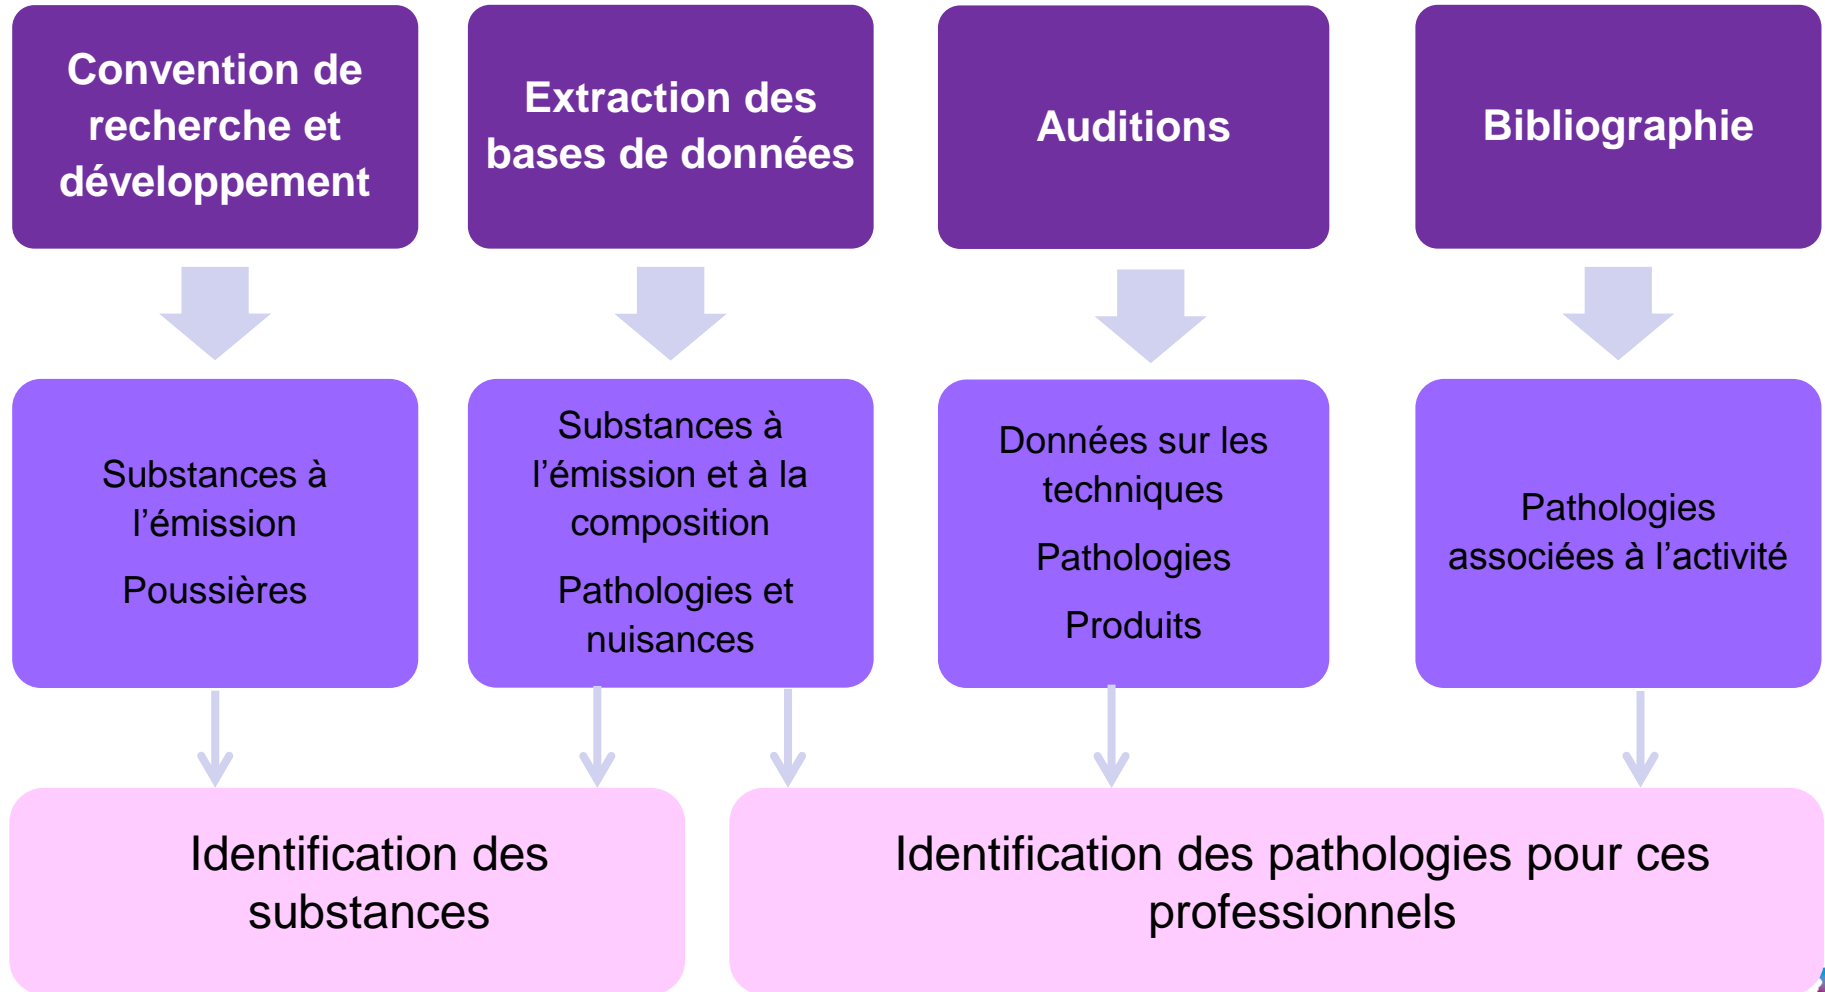 Convention de
recherche et
développement
Extraction des
bases de données
Auditions
Bibliographie
Substances à
l’émission
Poussières
Substances à
l’émission et à la
composition
Pathologies et
nuisances
Données sur les
techniques
Pathologies
Produits
Pathologies
associées à l’activité
Identification des
substances
Identification des pathologies pour ces
professionnels